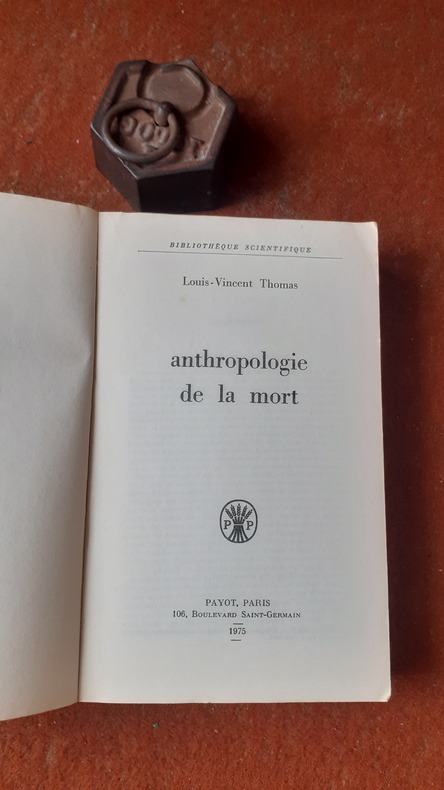 BIBLIOTHÈQUE SCIENTIFIQUE
Louis-Vincent Thomas
anthropologie
de la mort
P P
PAYOT, PARIS
106, Boulevard Saint-Germain
1975